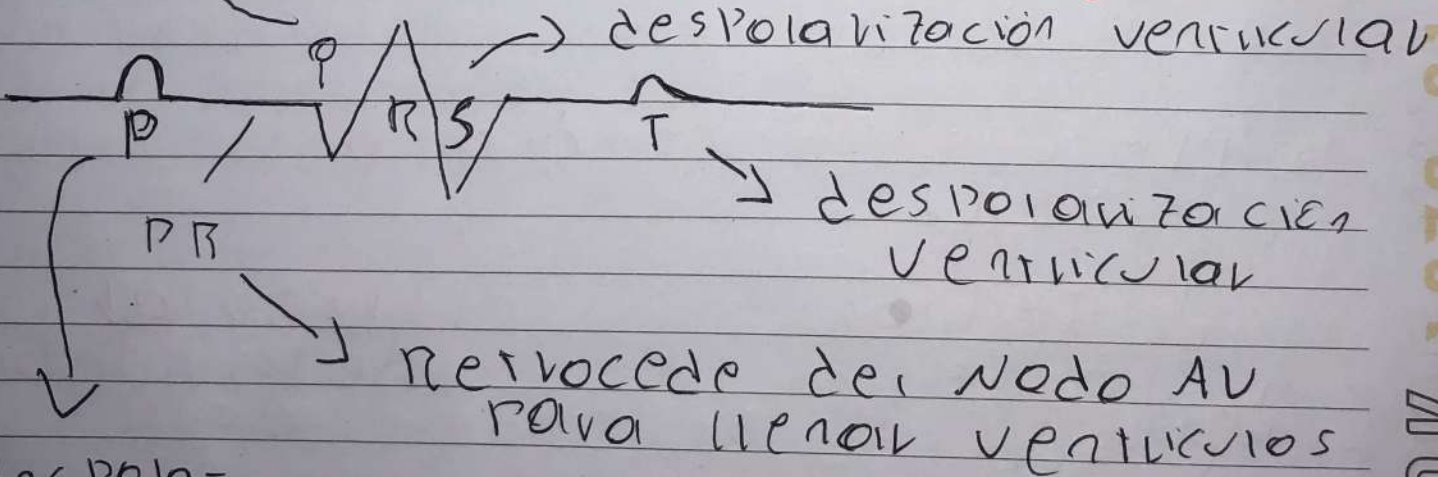 despolarización ventricular
Q
R S
P
T
despolarización
ventricular
PR
Retrocede del Nodo AV
para llenar ventrículos